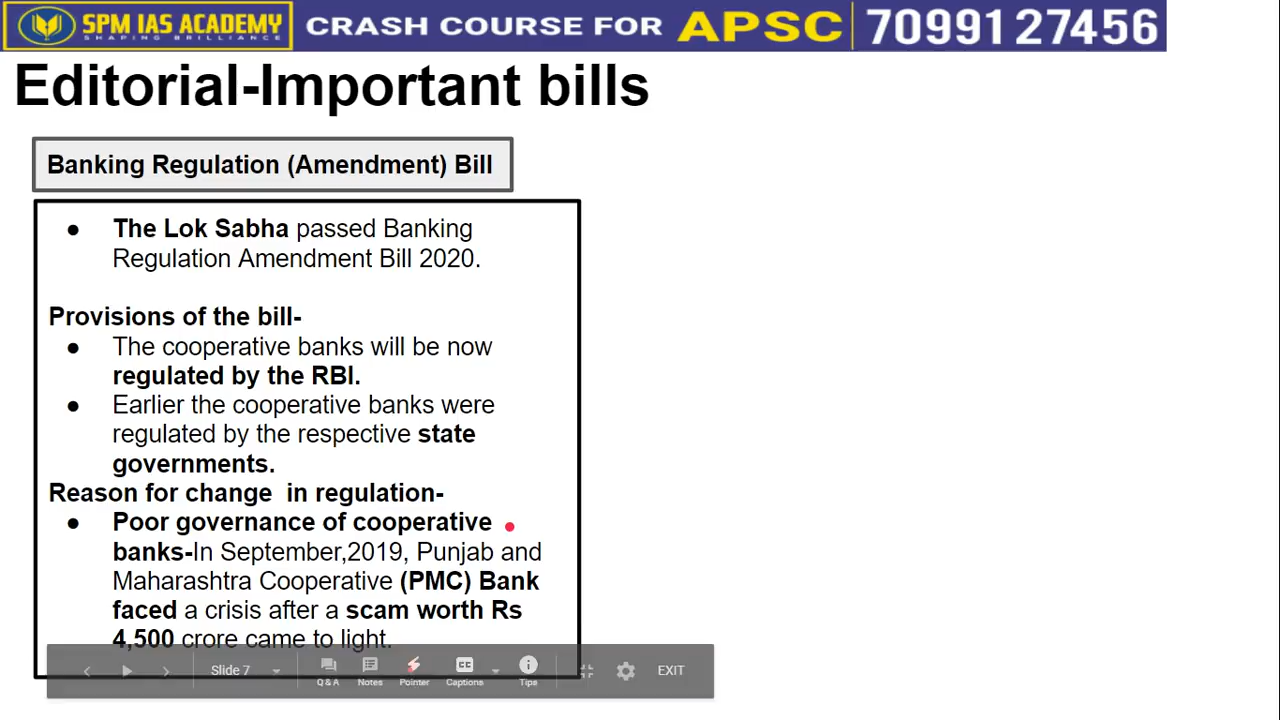 SPM IAS ACADEMY
SHAPING BRILLIANCE
CRASH COURSE FOR APSC 70991 27456
Editorial-Important bills
Banking Regulation (Amendment) Bill
● The Lok Sabha passed Banking
Regulation Amendment Bill 2020.
Provisions of the bill-
● The cooperative banks will be now
regulated by the RBI.
● Earlier the cooperative banks were
regulated by the respective state
governments.
Reason for change  in regulation-
● Poor governance of cooperative
banks-In September,2019, Punjab and
Maharashtra Cooperative (PMC) Bank
faced a crisis after a scam worth Rs
4,500 crore came to light.
Slide 7
Q & A Notes Pointer CC Captions Tips EXIT